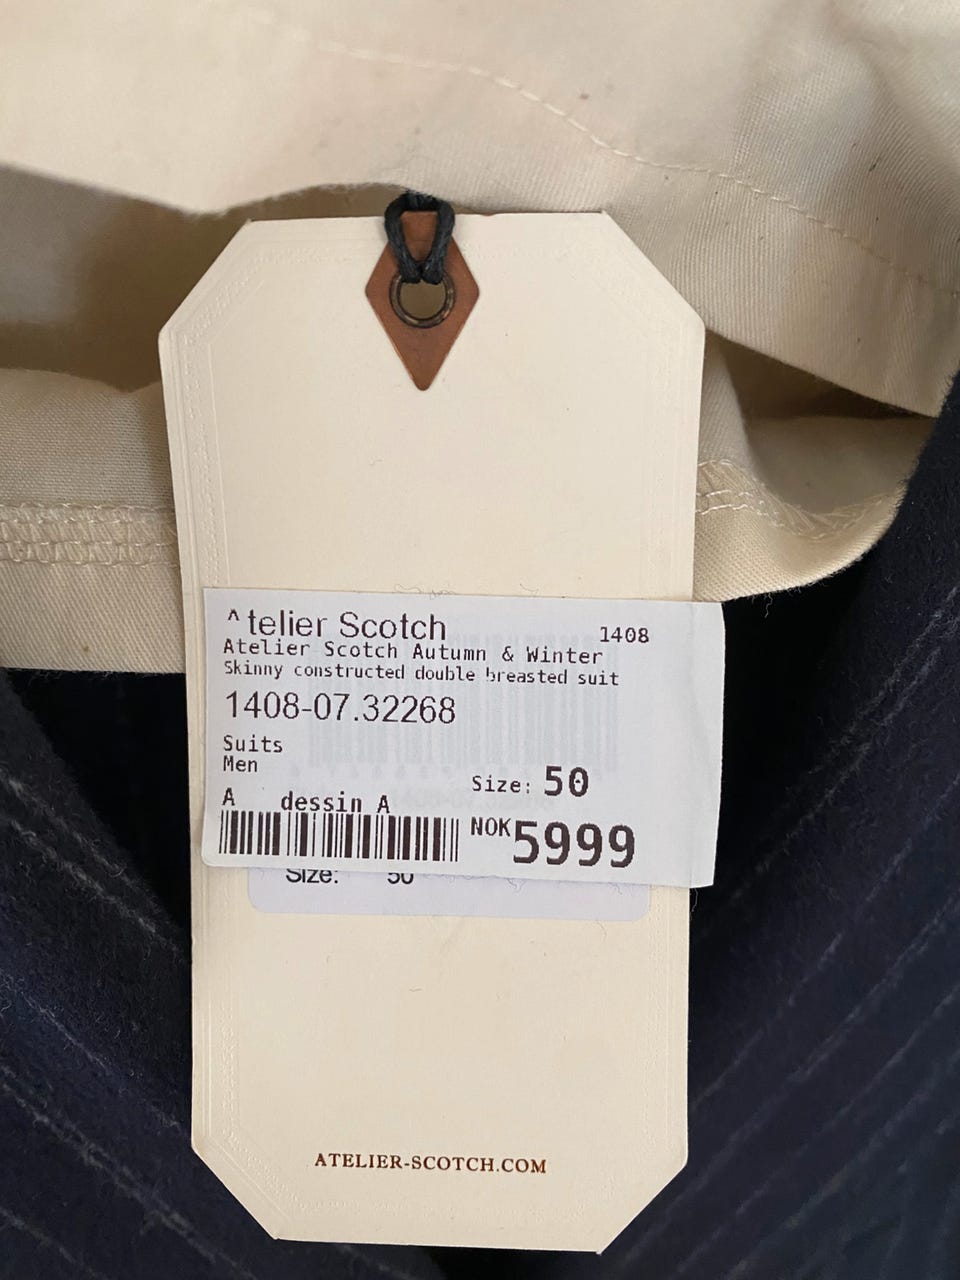 ^telier Scotch 1408
Atelier Scotch Autumn & Winter
Skinny constructed double breasted suit
1408-07.32268
Suits
Men
Size: 50
A dessin A
NOK 5999
Size: 50
ATELIER-SCOTCH.COM